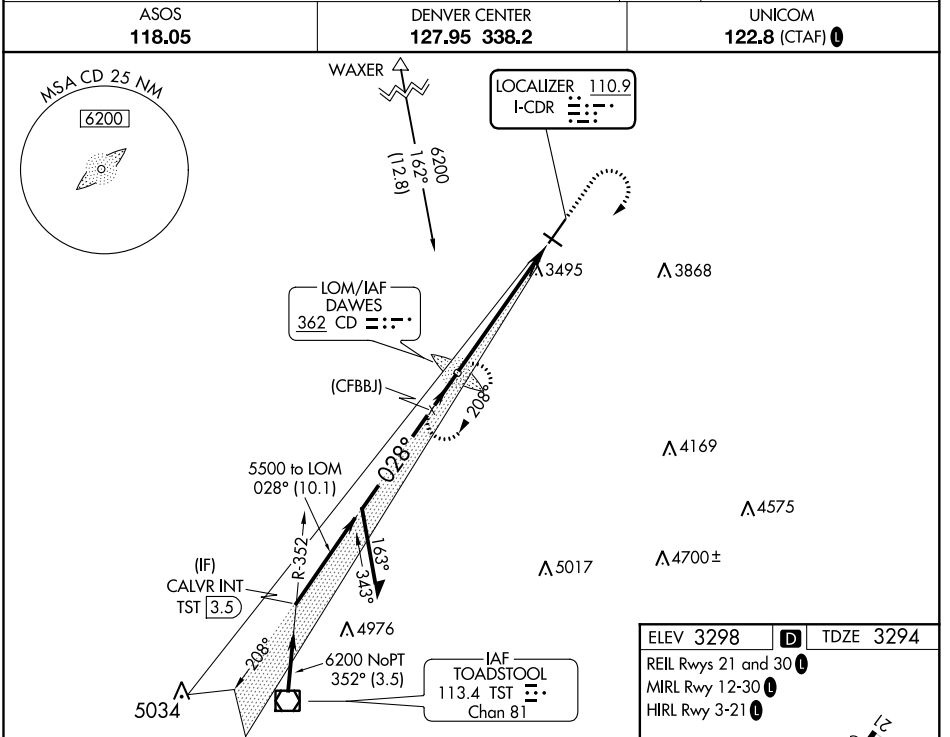 ASOS
118.05
DENVER CENTER
127.95 338.2
UNICOM
122.8 (CTAF) L
MSA CD 25 NM
6200
WAXER
6200
162°
(12.8)
LOCALIZER 110.9
I-CDR
3495
3868
LOM/IAF
DAWES
362 CD
(CFBBJ)
208°
028°
4169
5500 to LOM
028° (10.1)
4575
R-352
163°
343°
5017
4700±
(IF)
CALVR INT
TST 3.5
4976
208°
6200 NoPT
352° (3.5)
IAF
TOADSTOOL
113.4 TST
Chan 81
5034
ELEV 3298 D TDZE 3294
REIL Rwys 21 and 30 L
MIRL Rwy 12-30 L
HIRL Rwy 3-21 L
21